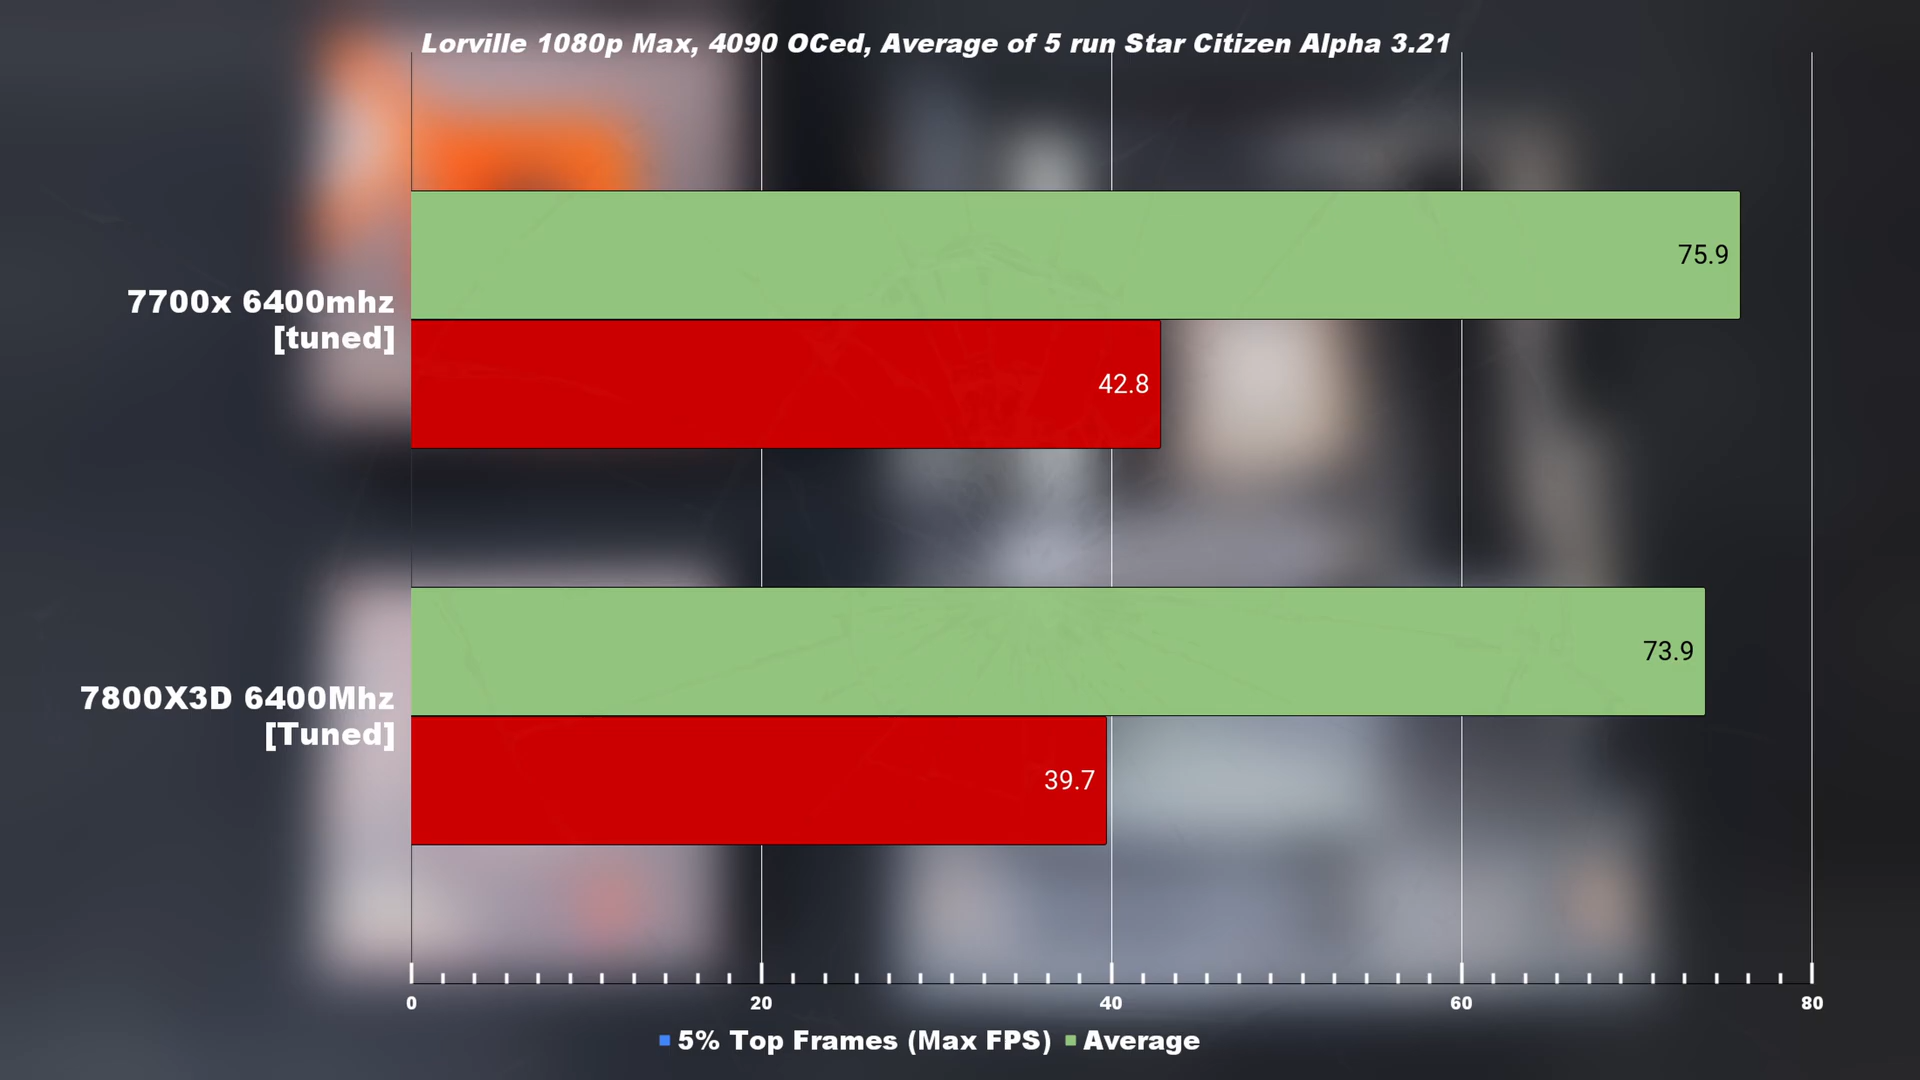 Lorville 1080p Max, 4090 OCed, Average of 5 run Star Citizen Alpha 3.21
75.9
7700x 6400mhz
[tuned]
42.8
73.9
7800X3D 6400Mhz
[Tuned]
39.7
0 20 40 60 80
5% Top Frames (Max FPS) Average